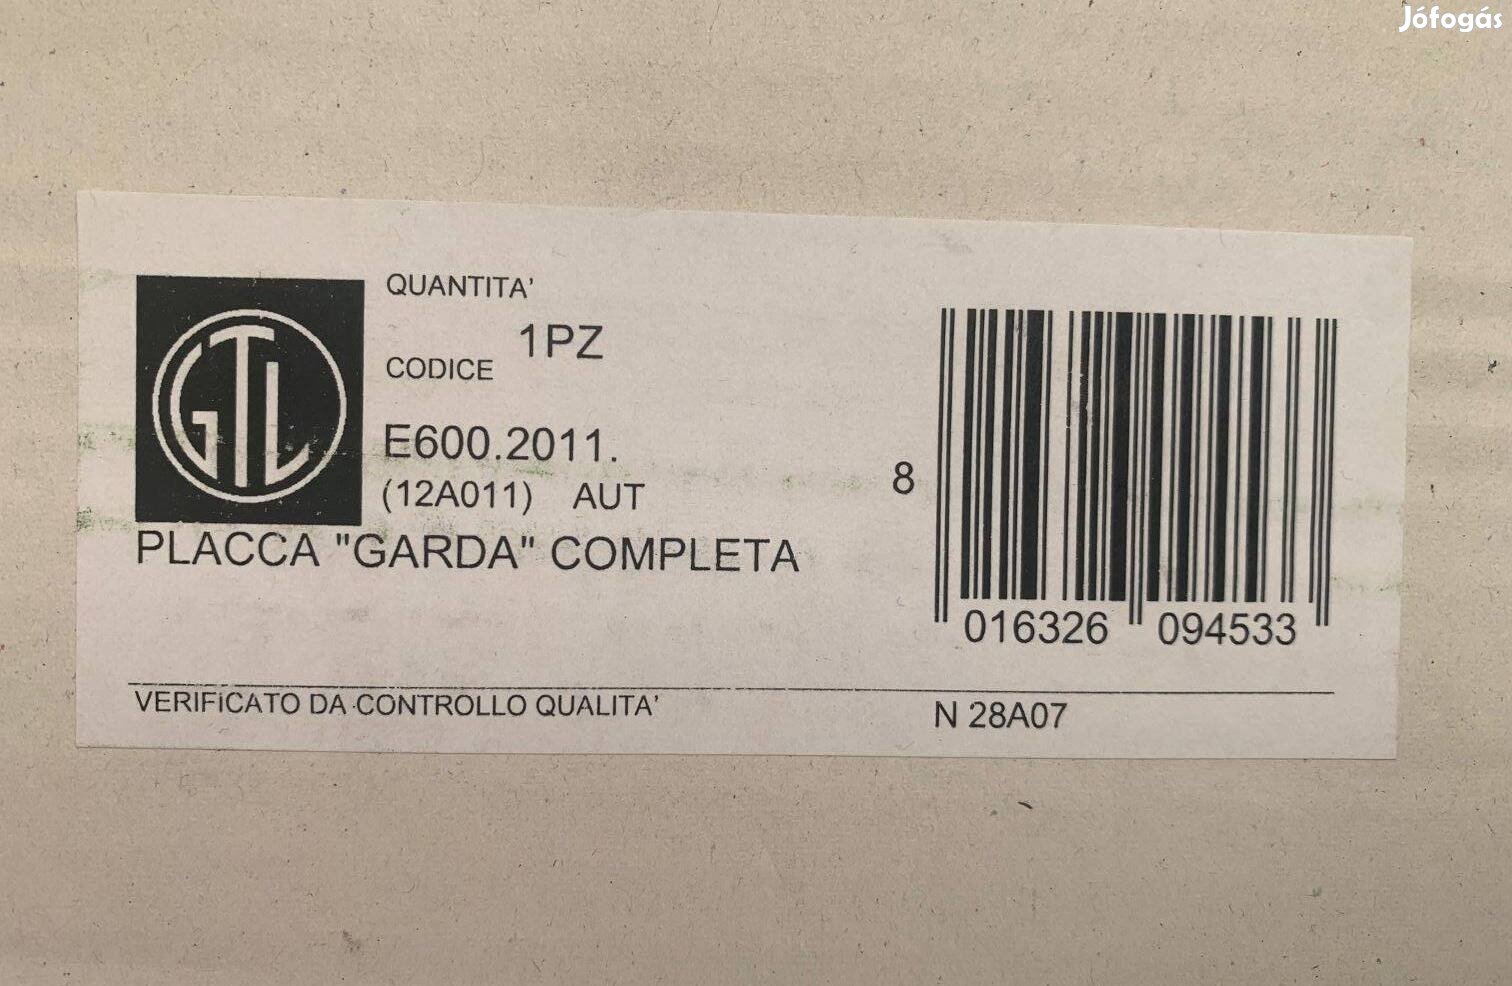 Jófogás
GTL
QUANTITA'
1PZ
CODICE
E600.2011.
(12A011) AUT
PLACCA "GARDA" COMPLETA
8 016326 094533
VERIFICATO DA CONTROLLO QUALITA'
N 28A07